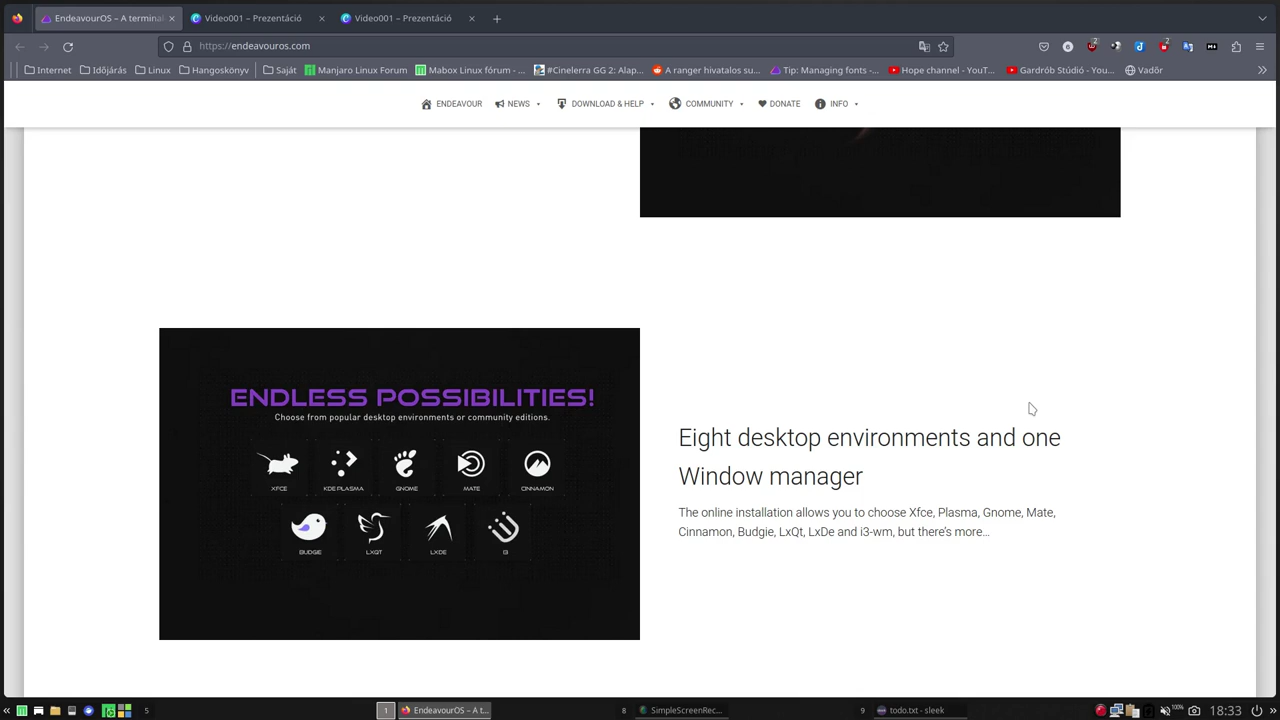 EndeavourOS – A terminal-
Video001 – Prezentáció
Video001 – Prezentáció
https://endeavouros.com
Internet
Időjárás
Linux
Hangoskönyv
Saját
Manjaro Linux Forum
Mabox Linux fórum - ...
#Cinelerra GG 2: Alap...
A ranger hivatalos su...
Tip: Managing fonts -...
Hope channel - YouT...
Gardrób Stúdió - You...
Vadőr
ENDEAVOUR
NEWS
DOWNLOAD & HELP
COMMUNITY
DONATE
INFO
ENDLESS POSSIBILITIES!
Choose from popular desktop environments or community editions.
XFCE
KDE PLASMA
GNOME
MATE
CINNAMON
BUDGIE
LXQT
LXDE
I3
Eight desktop environments and one
Window manager
The online installation allows you to choose Xfce, Plasma, Gnome, Mate,
Cinnamon, Budgie, LxQt, LxDe and i3-wm, but there's more…
5
1
EndeavourOS – A t...
8
SimpleScreenRec...
9
todo.txt - sleek
100%
18:33